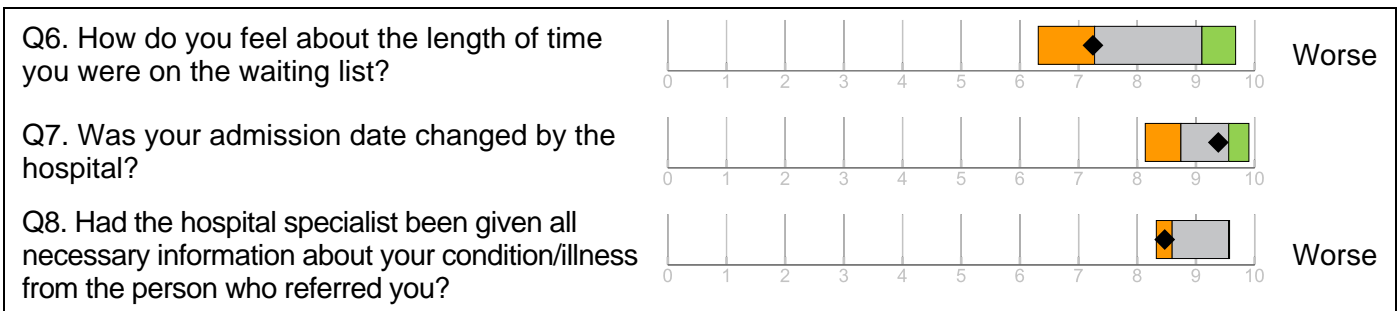 Q6. How do you feel about the length of time
you were on the waiting list?
Worse
0 1 2 3 4 5 6 7 8 9 10
Q7. Was your admission date changed by the
hospital?
0 1 2 3 4 5 6 7 8 9 10
Q8. Had the hospital specialist been given all
necessary information about your condition/illness
from the person who referred you?
Worse
0 1 2 3 4 5 6 7 8 9 10